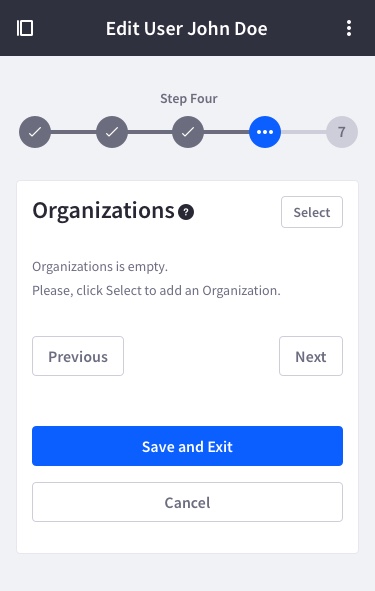 Edit User John Doe
Step Four
7
Organizations ?
Select
Organizations is empty.
Please, click Select to add an Organization.
Previous
Next
Save and Exit
Cancel